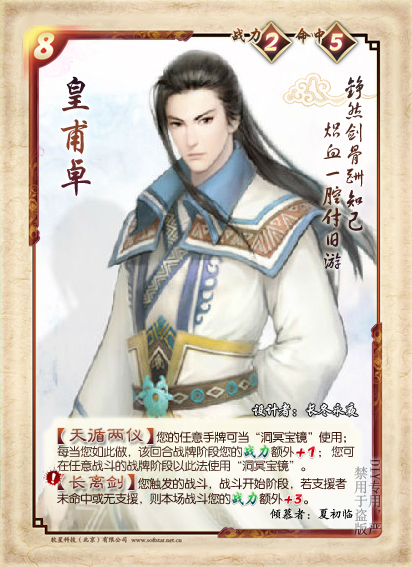 8
战力 2 命中 5
皇甫卓
铮然剑骨酬知己
炽血一腔付旧游
设计者：长冬永夜
【天循两仪】您的任意手牌可当“洞冥宝镜”使用；
每当您如此做，该回合战牌阶段您的战力额外+1；您可
在任意战斗的战牌阶段以此法使用“洞冥宝镜”。
【长离剑】您触发的战斗，战斗开始阶段，若支援者
未命中或无支援，则本场战斗您的战力额外+3。
倾慕者：夏初临
软星科技（北京）有限公司 www.softstar.net.cn
DIY专用 严
禁用于盗版